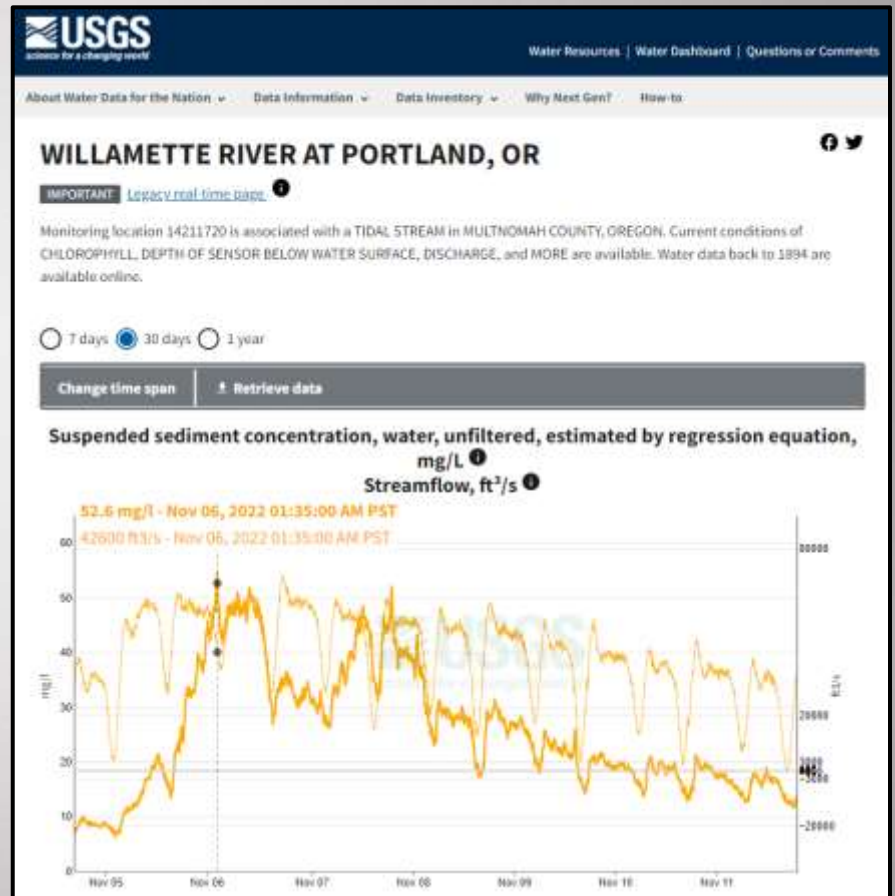 USGS
science for a changing world
Water Resources | Water Dashboard | Questions or Comments
About Water Data for the Nation
Data Information
Data Inventory
Why Next Gen?
How-to
WILLAMETTE RIVER AT PORTLAND, OR
IMPORTANT Legacy real-time page
Monitoring location 14211720 is associated with a TIDAL STREAM in MULTNOMAH COUNTY, OREGON. Current conditions of
CHLOROPHYLL, DEPTH OF SENSOR BELOW WATER SURFACE, DISCHARGE, and MORE are available. Water data back to 1894 are
available online.
7 days 30 days 1 year
Change time span
Retrieve data
Suspended sediment concentration, water, unfiltered, estimated by regression equation,
mg/L
Streamflow, ft³/s
52.6 mg/l - Nov 06, 2022 01:35:00 AM PST
42600 ft3/s - Nov 06, 2022 01:35:00 AM PST
60
50
40
30
20
10
0
mg/l
80000
20000
-20000
ft3/s
USGS
Nov 05
Nov 06
Nov 07
Nov 08
Nov 09
Nov 10
Nov 11